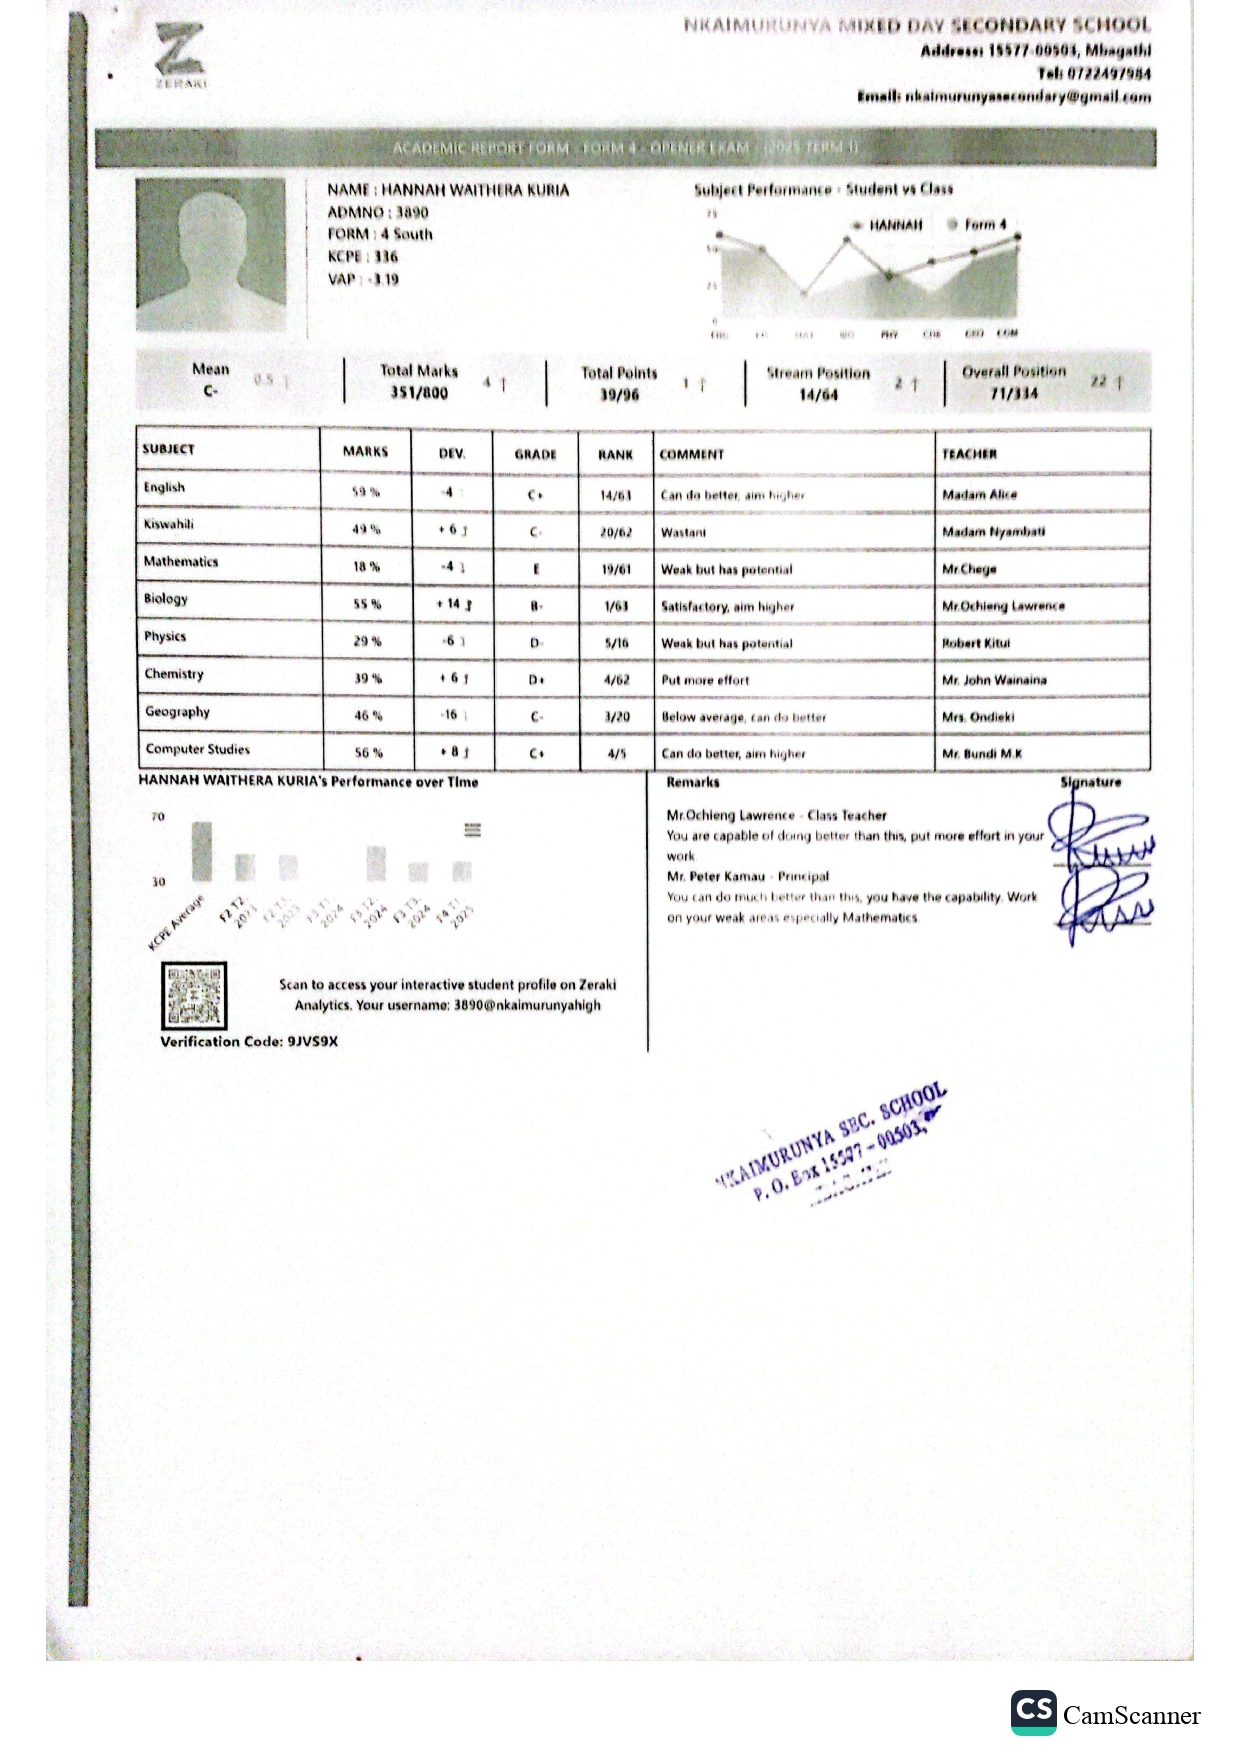 ZERAKI
NKAIMURUNYA MIXED DAY SECONDARY SCHOOL
Address: 15577-00503, Mbagathi
Tel: 0722497984
Email: nkaimurunyasecondary@gmail.com
ACADEMIC REPORT FORM - FORM 4 - OPENER EXAM - (2025 TERM 1)
NAME : HANNAH WAITHERA KURIA
ADMNO : 3890
FORM : 4 South
KCPE : 336
VAP : -3.19
Subject Performance - Student vs Class
HANNAH Form 4
75
50
25
0
ENG KIS MAT BIO PHY CHE GEO COM
Mean
C-
0.5 ↑
Total Marks
351/800
4 ↑
Total Points
39/96
1 ↑
Stream Position
14/64
2 ↑
Overall Position
71/334
22 ↑
SUBJECT MARKS DEV. GRADE RANK COMMENT TEACHER
English 59 % -4 C+ 14/63 Can do better, aim higher Madam Alice
Kiswahili 49 % + 6 ↑ C- 20/62 Wastani Madam Nyambati
Mathematics 18 % -4 ↓ E 19/61 Weak but has potential Mr.Chege
Biology 55 % + 14 ↑ B- 1/63 Satisfactory, aim higher Mr.Ochieng Lawrence
Physics 29 % -6 ↓ D- 5/16 Weak but has potential Robert Kitui
Chemistry 39 % + 6 ↑ D+ 4/62 Put more effort Mr. John Wainaina
Geography 46 % -16 ↓ C- 3/20 Below average, can do better Mrs. Ondieki
Computer Studies 56 % + 8 ↑ C+ 4/5 Can do better, aim higher Mr. Bundi M.K
HANNAH WAITHERA KURIA's Performance over Time
70
30
KCPE Average
F2 T2 2023
F2 T3 2023
F3 T1 2024
F3 T2 2024
F3 T3 2024
F4 T1 2025
Remarks Signature
Mr.Ochieng Lawrence - Class Teacher
You are capable of doing better than this, put more effort in your
work
Mr. Peter Kamau - Principal
You can do much better than this, you have the capability. Work
on your weak areas especially Mathematics
Scan to access your interactive student profile on Zeraki
Analytics. Your username: 3890@nkaimurunyahigh
Verification Code: 9JVS9X
NKAIMURUNYA SEC. SCHOOL
P. O. Box 15577 - 00503,
CS CamScanner